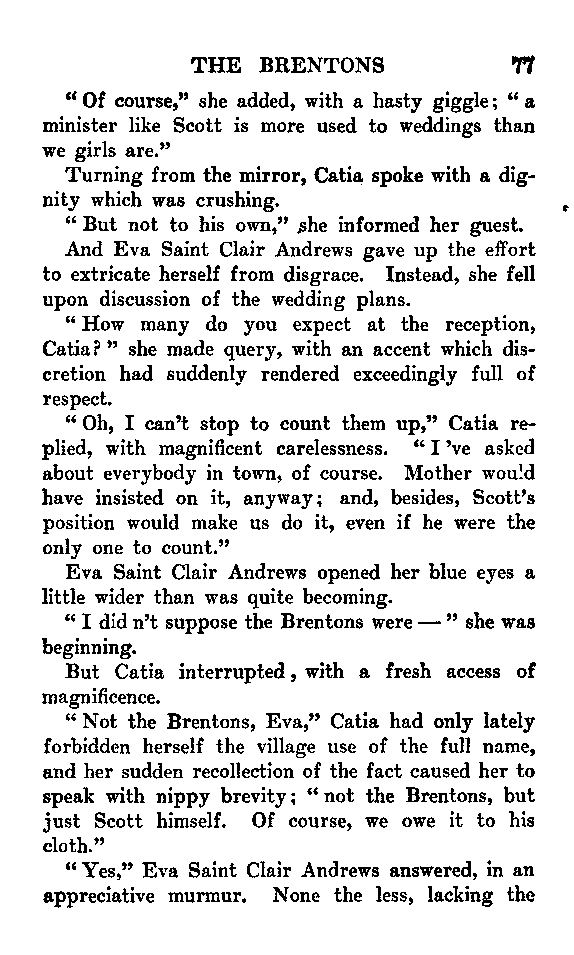 THE BRENTONS 77
“Of course,” she added, with a hasty giggle; “a
minister like Scott is more used to weddings than
we girls are.”
Turning from the mirror, Catia spoke with a dig-
nity which was crushing.
“But not to his own,” she informed her guest.
And Eva Saint Clair Andrews gave up the effort
to extricate herself from disgrace. Instead, she fell
upon discussion of the wedding plans.
“How many do you expect at the reception,
Catia?” she made query, with an accent which dis-
cretion had suddenly rendered exceedingly full of
respect.
“Oh, I can’t stop to count them up,” Catia re-
plied, with magnificent carelessness. “I ’ve asked
about everybody in town, of course. Mother would
have insisted on it, anyway; and, besides, Scott’s
position would make us do it, even if he were the
only one to count.”
Eva Saint Clair Andrews opened her blue eyes a
little wider than was quite becoming.
“I did n’t suppose the Brentons were — ” she was
beginning.
But Catia interrupted, with a fresh access of
magnificence.
“Not the Brentons, Eva,” Catia had only lately
forbidden herself the village use of the full name,
and her sudden recollection of the fact caused her to
speak with nippy brevity; “not the Brentons, but
just Scott himself. Of course, we owe it to his
cloth.”
“Yes,” Eva Saint Clair Andrews answered, in an
appreciative murmur. None the less, lacking the